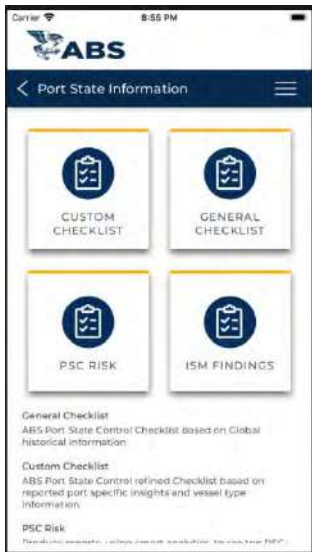 Carrier 8:55 PM
ABS
Port State Information
CUSTOM
CHECKLIST
GENERAL
CHECKLIST
PSC RISK
ISM FINDINGS
General Checklist
ABS Port State Control Checklist based on Global
historical information
Custom Checklist
ABS Port State Control refined Checklist based on
reported port specific insights and vessel type
information.
PSC Risk